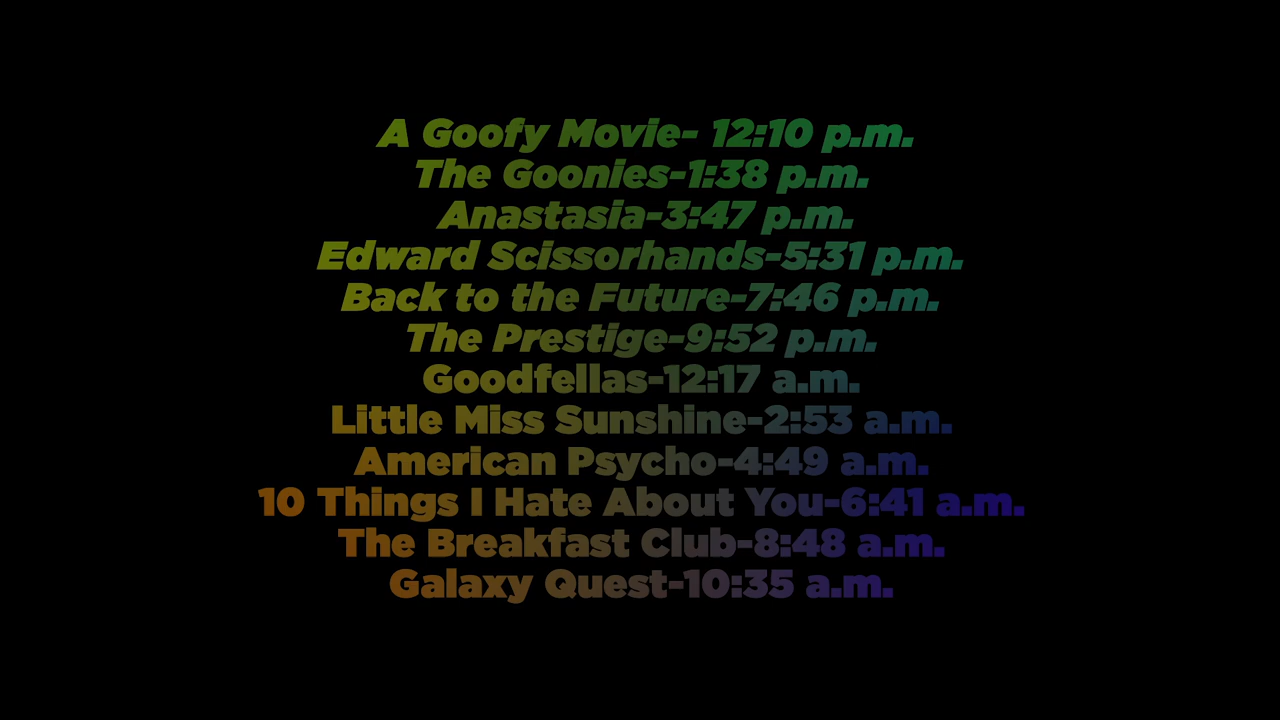 A Goofy Movie- 12:10 p.m.
The Goonies-1:38 p.m.
Anastasia-3:47 p.m.
Edward Scissorhands-5:31 p.m.
Back to the Future-7:46 p.m.
The Prestige-9:52 p.m.
Goodfellas-12:17 a.m.
Little Miss Sunshine-2:53 a.m.
American Psycho-4:49 a.m.
10 Things I Hate About You-6:41 a.m.
The Breakfast Club-8:48 a.m.
Galaxy Quest-10:35 a.m.